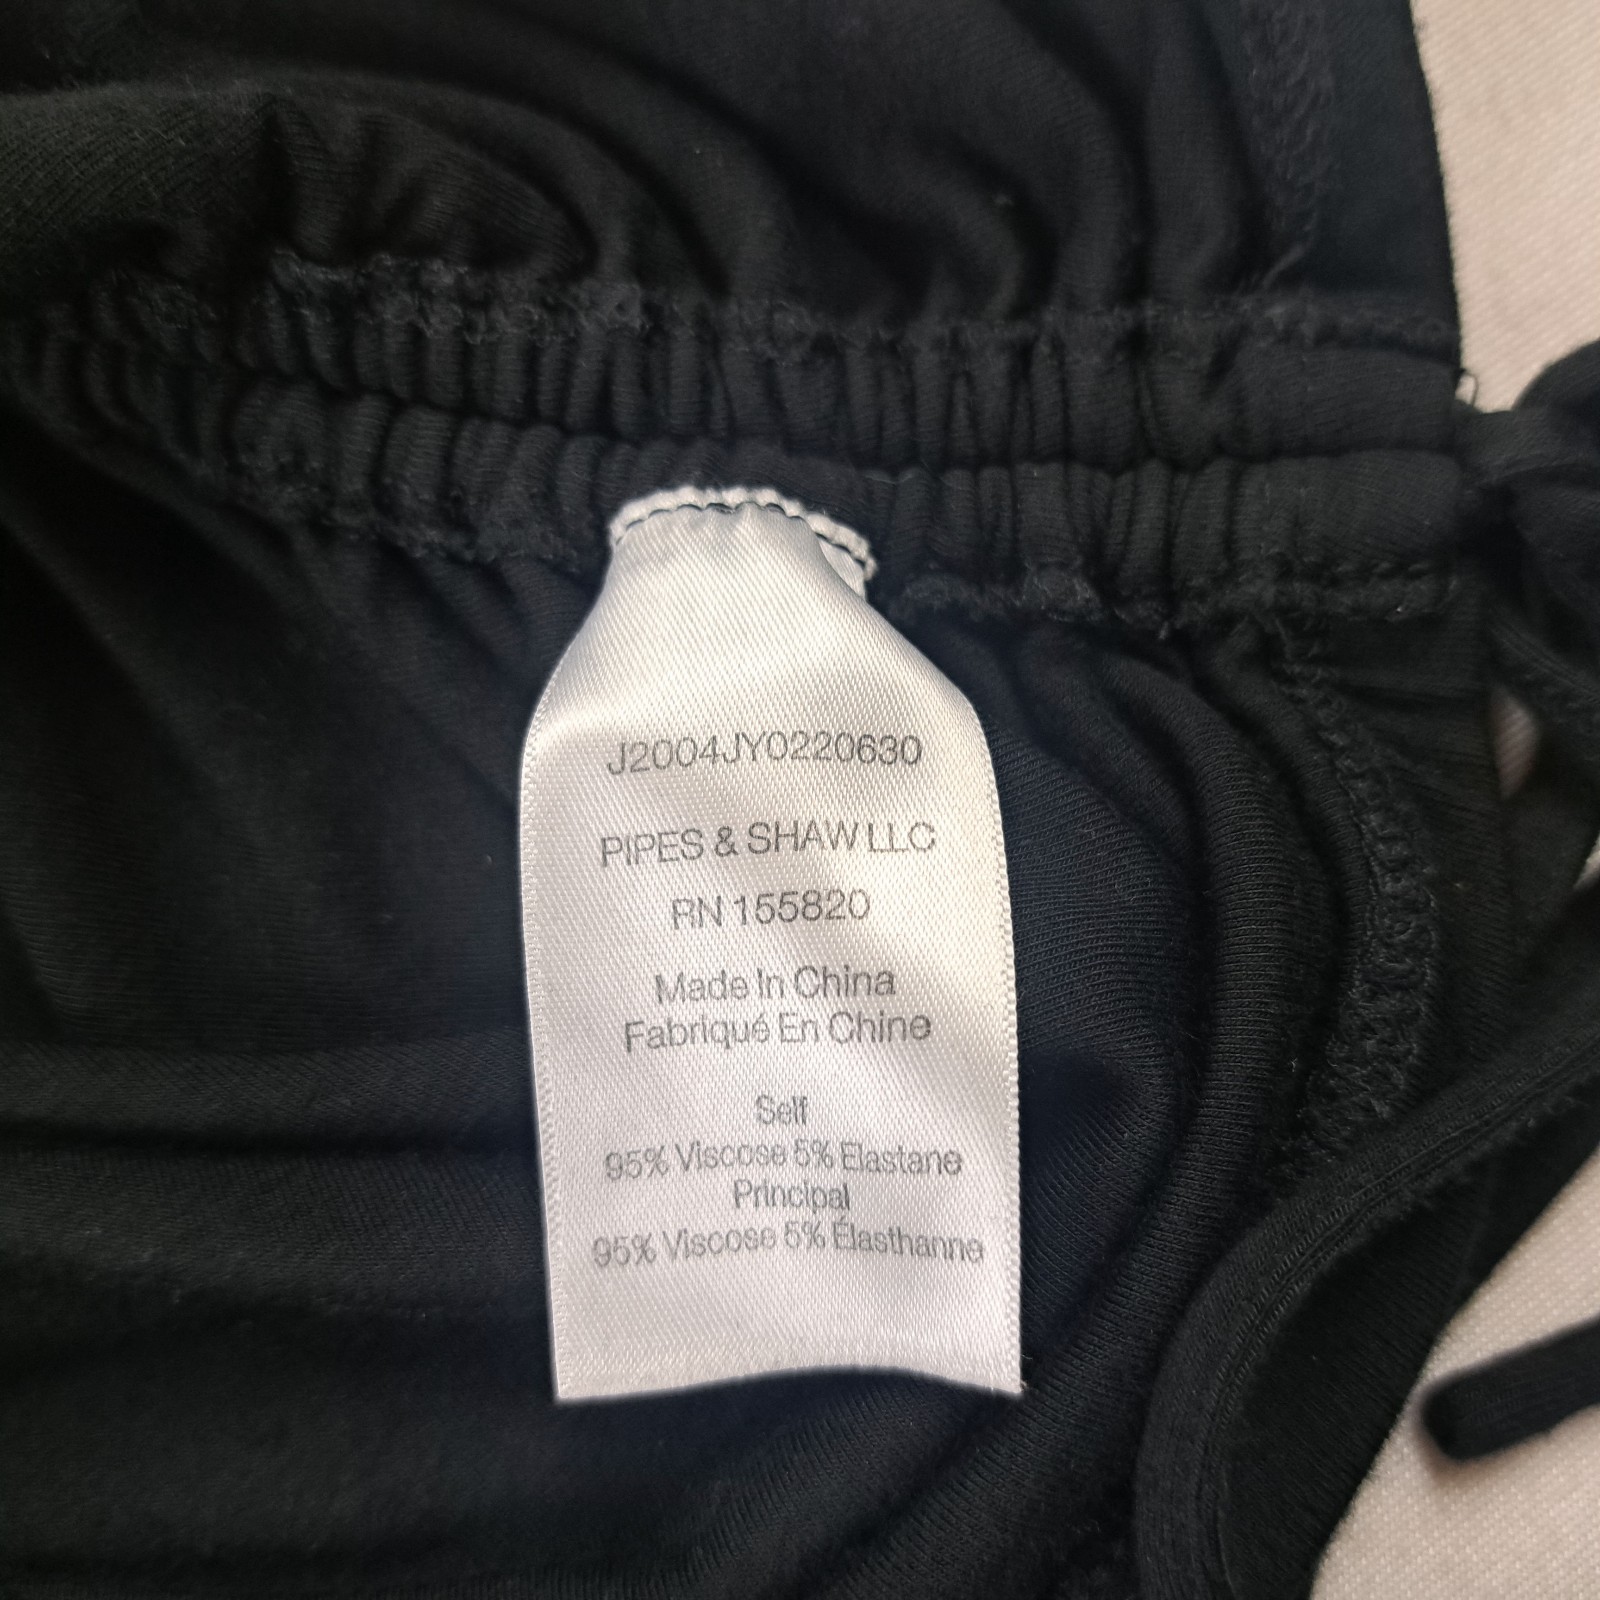 J2004JY0220630
PIPES & SHAW LLC
RN 155820
Made In China
Fabriqué En Chine
Self
95% Viscose 5% Elastane
Principal
95% Viscose 5% Élasthanne